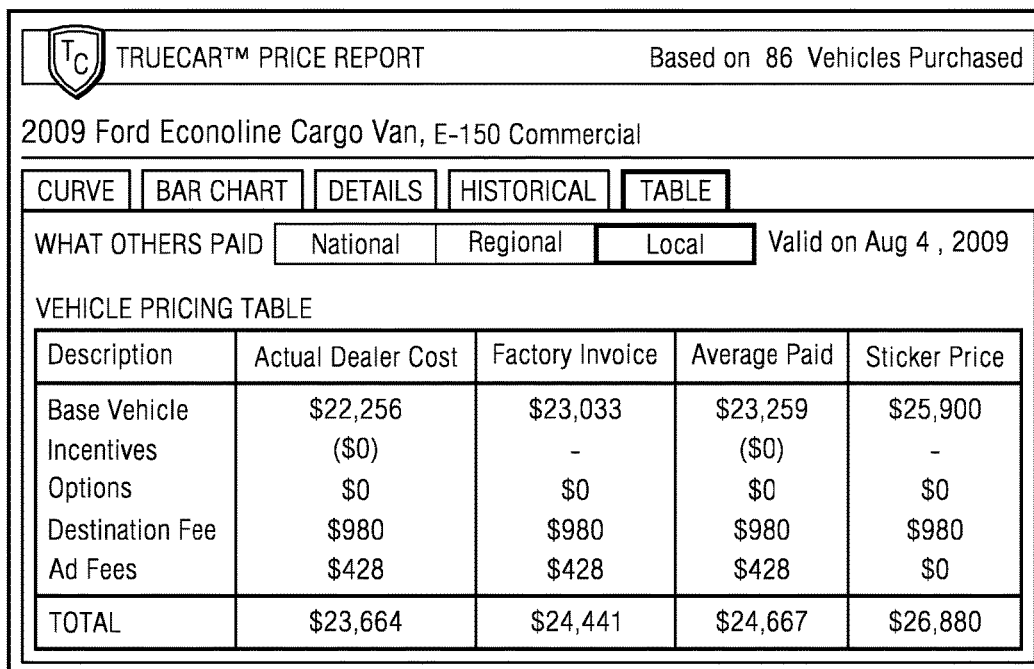 TC TRUECAR™ PRICE REPORT Based on 86 Vehicles Purchased
2009 Ford Econoline Cargo Van, E-150 Commercial
CURVE BAR CHART DETAILS HISTORICAL TABLE
WHAT OTHERS PAID National Regional Local Valid on Aug 4 , 2009
VEHICLE PRICING TABLE
Description Actual Dealer Cost Factory Invoice Average Paid Sticker Price
Base Vehicle $22,256 $23,033 $23,259 $25,900
Incentives ($0) - ($0) -
Options $0 $0 $0 $0
Destination Fee $980 $980 $980 $980
Ad Fees $428 $428 $428 $0
TOTAL $23,664 $24,441 $24,667 $26,880